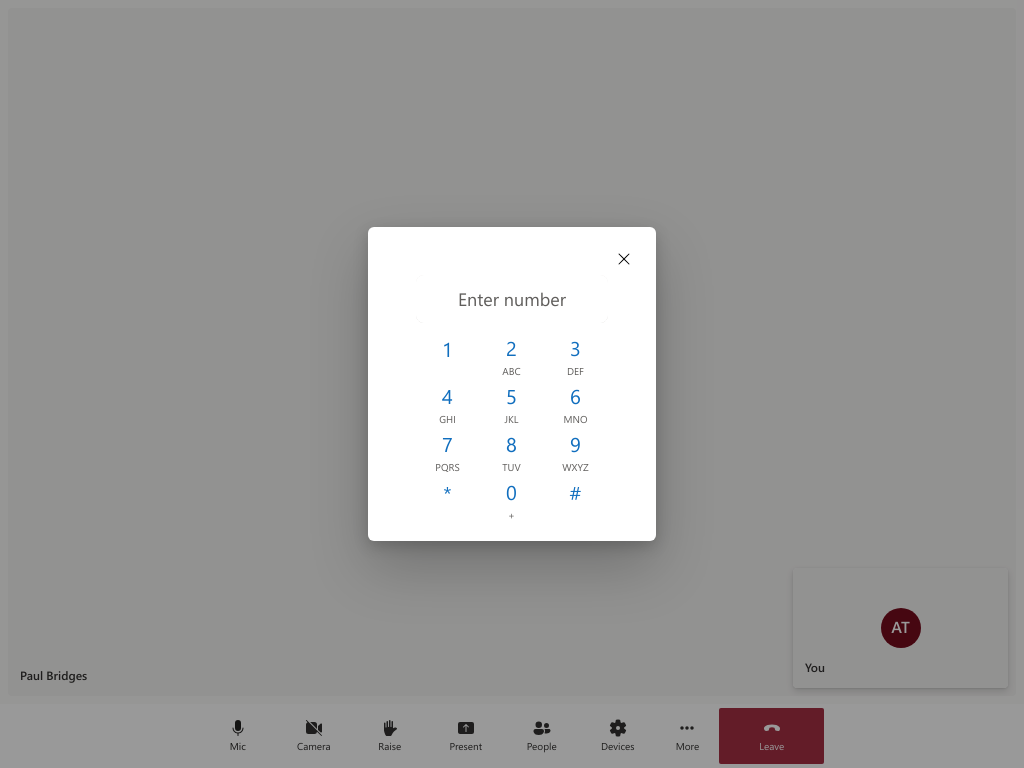 Enter number
1 2 3
ABC DEF
4 5 6
GHI JKL MNO
7 8 9
PQRS TUV WXYZ
* 0 #
+
AT
You
Paul Bridges
Mic Camera Raise Present People Devices More Leave